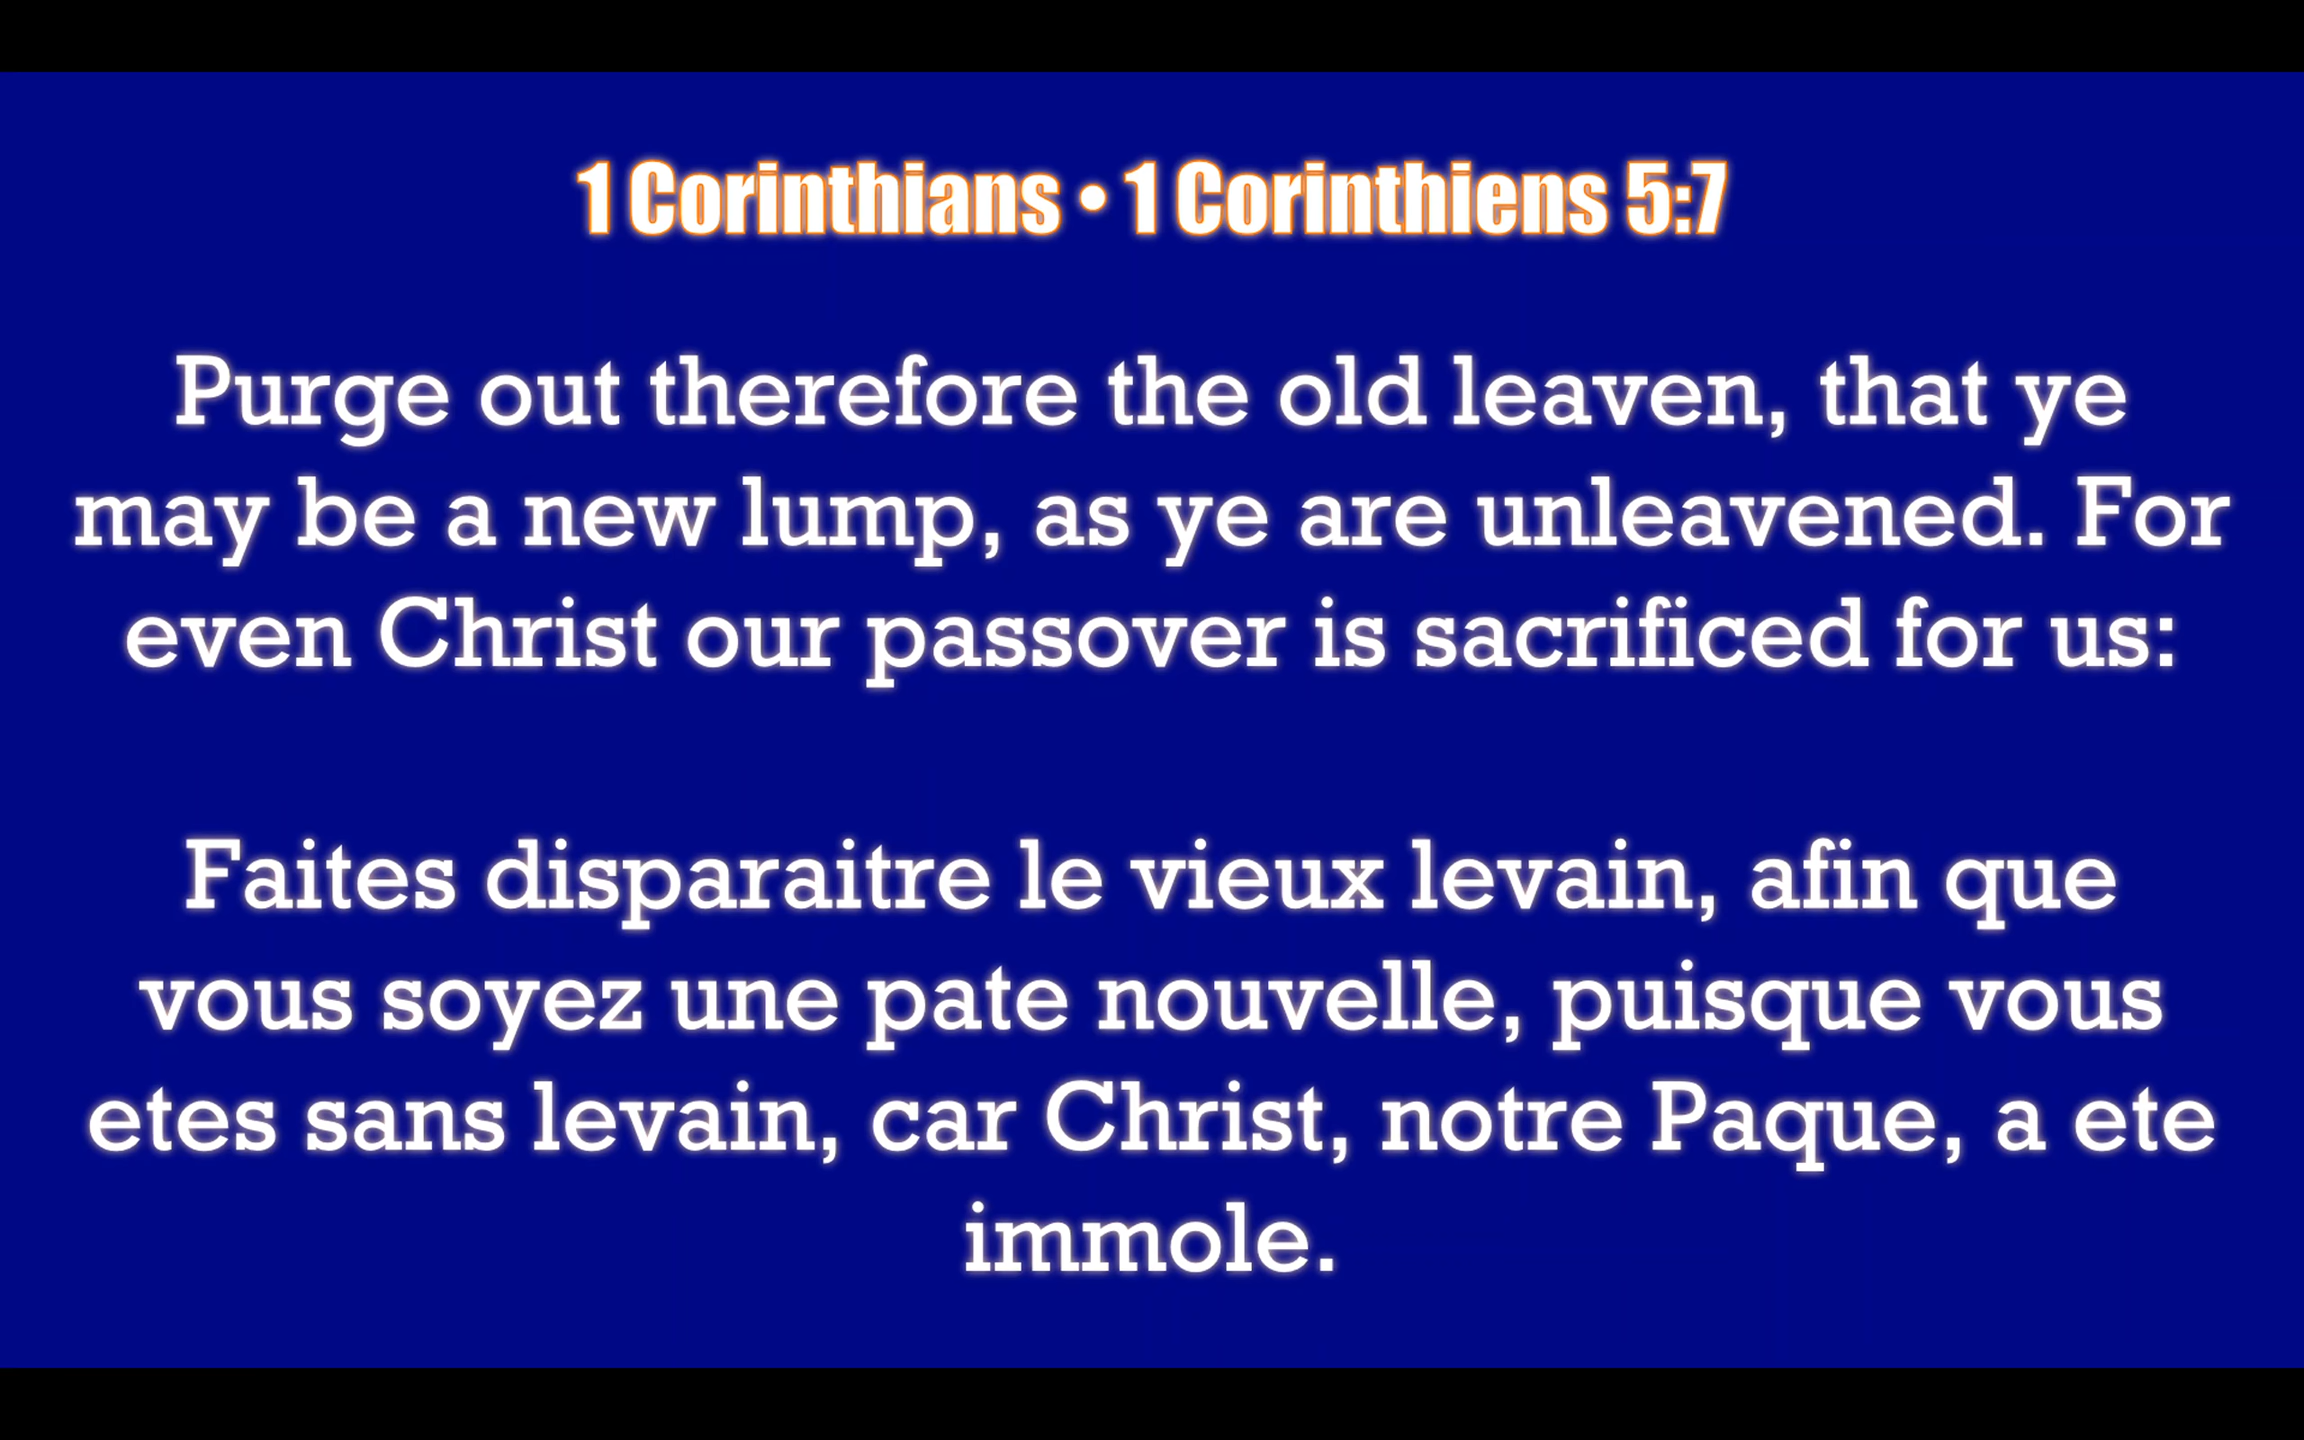 1 Corinthians • 1 Corinthiens 5:7
Purge out therefore the old leaven, that ye
may be a new lump, as ye are unleavened. For
even Christ our passover is sacrificed for us:
Faites disparaitre le vieux levain, afin que
vous soyez une pate nouvelle, puisque vous
etes sans levain, car Christ, notre Paque, a ete
immole.